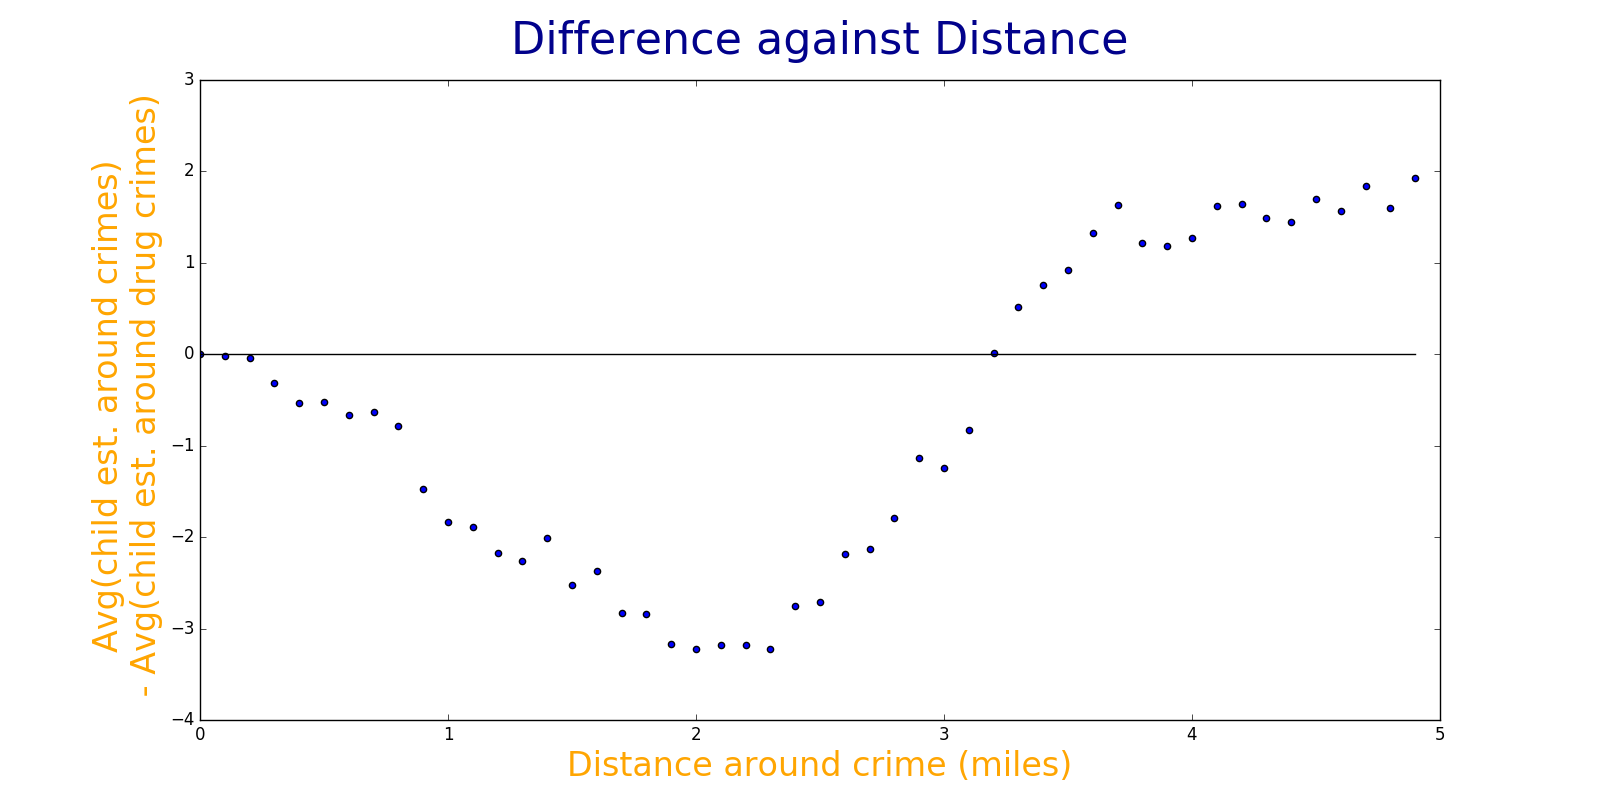 Difference against Distance
Avg(child est. around crimes)
- Avg(child est. around drug crimes)
3
2
1
0
−1
−2
−3
−4
0 1 2 3 4 5
Distance around crime (miles)